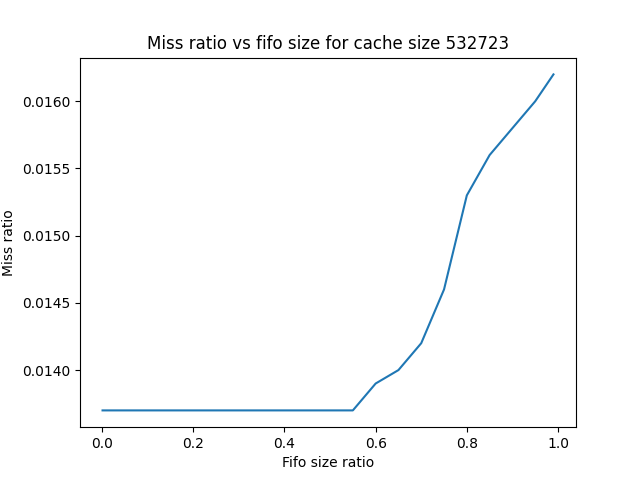 Miss ratio vs fifo size for cache size 532723
0.0160
0.0155
0.0150
0.0145
0.0140
Miss ratio
0.0 0.2 0.4 0.6 0.8 1.0
Fifo size ratio